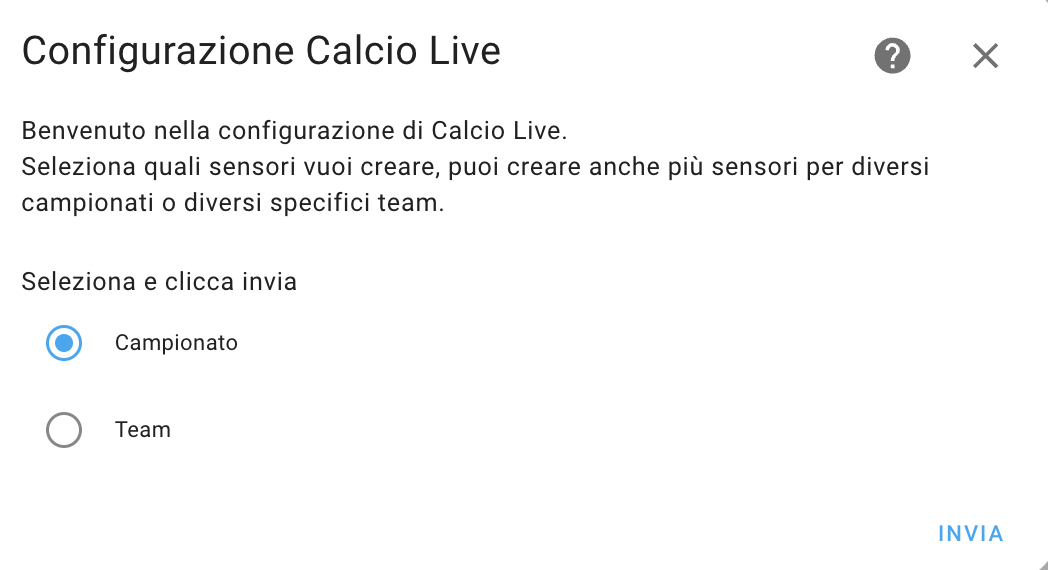 Configurazione Calcio Live
Benvenuto nella configurazione di Calcio Live.
Seleziona quali sensori vuoi creare, puoi creare anche più sensori per diversi
campionati o diversi specifici team.
Seleziona e clicca invia
Campionato
Team
INVIA